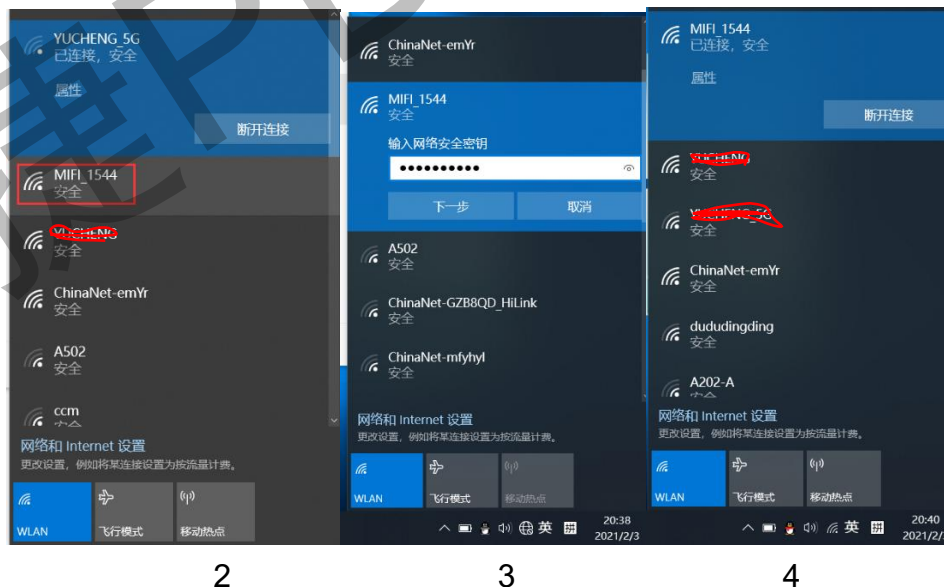 YUCHENG_5G
已连接，安全
属性
断开连接
MIFI_1544
安全
YUCHENG
安全
ChinaNet-emYr
安全
A502
安全
ccm
安全
网络和 Internet 设置
更改设置，例如将某连接设置为按流量计费。
WLAN
飞行模式
移动热点
2
ChinaNet-emYr
安全
MIFI_1544
安全
输入网络安全密钥
••••••••••
下一步
取消
A502
安全
ChinaNet-GZB8QD_HiLink
安全
ChinaNet-mfyhyl
安全
网络和 Internet 设置
更改设置，例如将某连接设置为按流量计费。
WLAN
飞行模式
移动热点
英
拼
20:38
2021/2/3
3
MIFI_1544
已连接，安全
属性
断开连接
YUCHENG
安全
YUCHENG_5G
安全
ChinaNet-emYr
安全
dududingding
安全
A202-A
网络和 Internet 设置
更改设置，例如将某连接设置为按流量计费。
WLAN
飞行模式
移动热点
英
拼
20:40
2021/2/
4